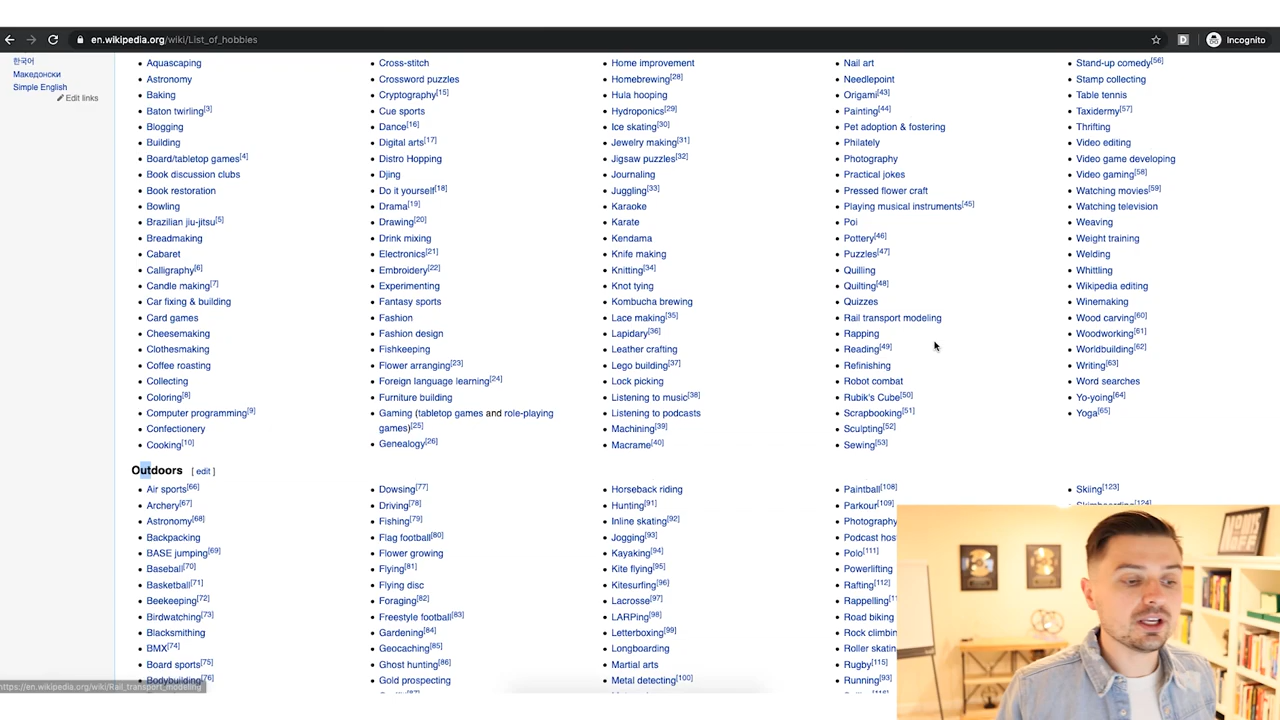 en.wikipedia.org/wiki/List_of_hobbies
Incognito
한국어
Македонски
Simple English
Edit links
Aquascaping
Astronomy
Baking
Baton twirling[3]
Blogging
Building
Board/tabletop games[4]
Book discussion clubs
Book restoration
Bowling
Brazilian jiu-jitsu[5]
Breadmaking
Cabaret
Calligraphy[6]
Candle making[7]
Car fixing & building
Card games
Cheesemaking
Clothesmaking
Coffee roasting
Collecting
Coloring[8]
Computer programming[9]
Confectionery
Cooking[10]
Cross-stitch
Crossword puzzles
Cryptography[15]
Cue sports
Dance[16]
Digital arts[17]
Distro Hopping
Djing
Do it yourself[18]
Drama[19]
Drawing[20]
Drink mixing
Electronics[21]
Embroidery[22]
Experimenting
Fantasy sports
Fashion
Fashion design
Fishkeeping
Flower arranging[23]
Foreign language learning[24]
Furniture building
Gaming (tabletop games and role-playing
games)[25]
Genealogy[26]
Home improvement
Homebrewing[28]
Hula hooping
Hydroponics[29]
Ice skating[30]
Jewelry making[31]
Jigsaw puzzles[32]
Journaling
Juggling[33]
Karaoke
Karate
Kendama
Knife making
Knitting[34]
Knot tying
Kombucha brewing
Lace making[35]
Lapidary[36]
Leather crafting
Lego building[37]
Lock picking
Listening to music[38]
Listening to podcasts
Machining[39]
Macrame[40]
Nail art
Needlepoint
Origami[43]
Painting[44]
Pet adoption & fostering
Philately
Photography
Practical jokes
Pressed flower craft
Playing musical instruments[45]
Poi
Pottery[46]
Puzzles[47]
Quilling
Quilting[48]
Quizzes
Rail transport modeling
Rapping
Reading[49]
Refinishing
Robot combat
Rubik's Cube[50]
Scrapbooking[51]
Sculpting[52]
Sewing[53]
Stand-up comedy[56]
Stamp collecting
Table tennis
Taxidermy[57]
Thrifting
Video editing
Video game developing
Video gaming[58]
Watching movies[59]
Watching television
Weaving
Weight training
Welding
Whittling
Wikipedia editing
Winemaking
Wood carving[60]
Woodworking[61]
Worldbuilding[62]
Writing[63]
Word searches
Yo-yoing[64]
Yoga[65]
Outdoors [ edit ]
Air sports[66]
Archery[67]
Astronomy[68]
Backpacking
BASE jumping[69]
Baseball[70]
Basketball[71]
Beekeeping[72]
Birdwatching[73]
Blacksmithing
BMX[74]
Board sports[75]
Bodybuilding[76]
Dowsing[77]
Driving[78]
Fishing[79]
Flag football[80]
Flower growing
Flying[81]
Flying disc
Foraging[82]
Freestyle football[83]
Gardening[84]
Geocaching[85]
Ghost hunting[86]
Gold prospecting
Horseback riding
Hunting[91]
Inline skating[92]
Jogging[93]
Kayaking[94]
Kite flying[95]
Kitesurfing[96]
Lacrosse[97]
LARPing[98]
Letterboxing[99]
Longboarding
Martial arts
Metal detecting[100]
Paintball[108]
Parkour[109]
Photography
Podcast hos
Polo[111]
Powerlifting
Rafting[112]
Rappelling
Road biking
Rock climbin
Roller skatin
Rugby[115]
Running[93]
Skiing[123]
https://en.wikipedia.org/wiki/Rail_transport_modeling